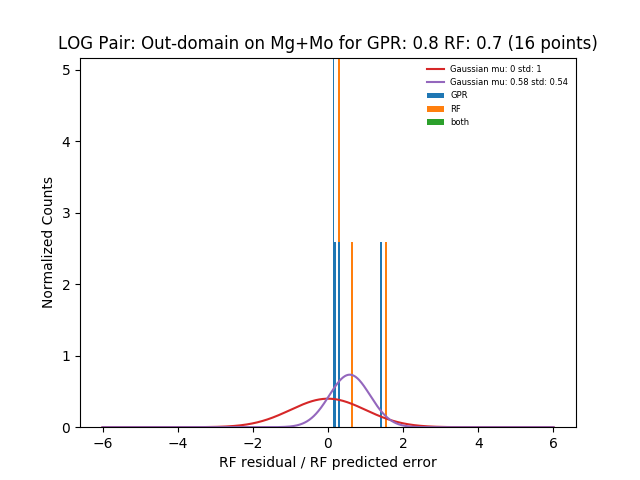 LOG Pair: Out-domain on Mg+Mo for GPR: 0.8 RF: 0.7 (16 points)
Gaussian mu: 0 std: 1
Gaussian mu: 0.58 std: 0.54
GPR
RF
both
Normalized Counts
5
4
3
2
1
0
−6 −4 −2 0 2 4 6
RF residual / RF predicted error